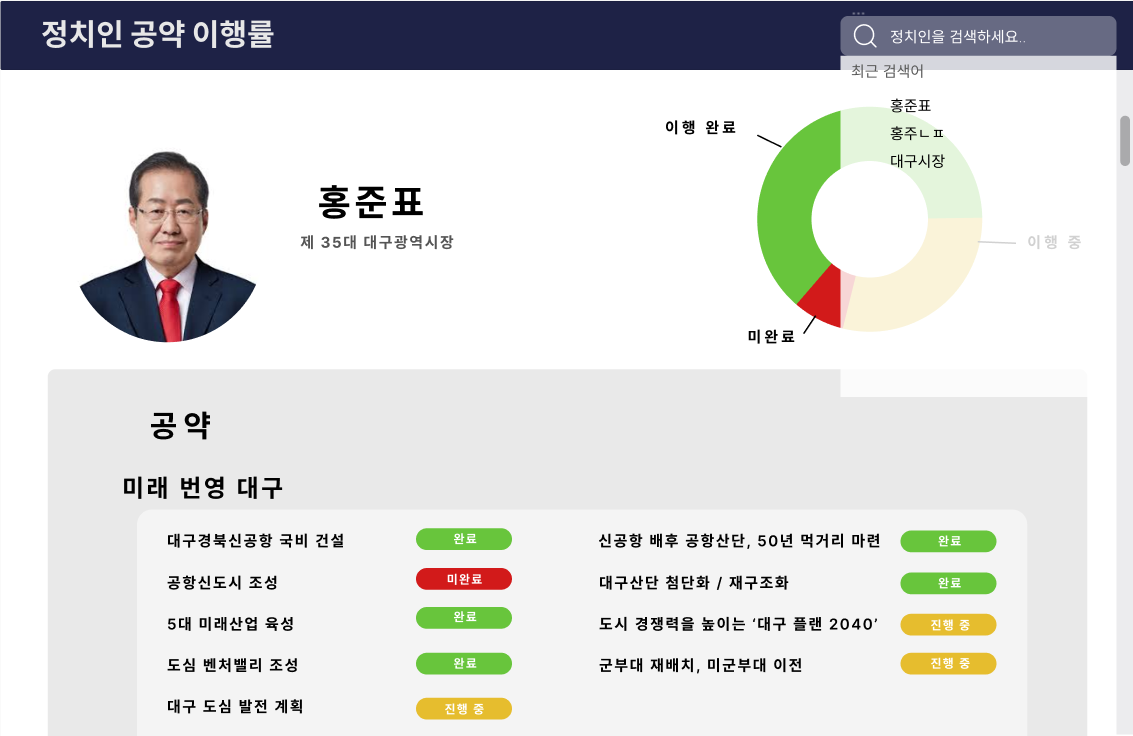 정치인 공약 이행률
정치인을 검색하세요..
최근 검색어
홍준표
홍주ㄴㅍ
대구시장
이행 완료
이행 중
미완료
홍준표
제 35대 대구광역시장
공약
미래 번영 대구
대구경북신공항 국비 건설 완료
공항신도시 조성 미완료
5대 미래산업 육성 완료
도심 벤처밸리 조성 완료
대구 도심 발전 계획 진행 중
신공항 배후 공항산단, 50년 먹거리 마련 완료
대구산단 첨단화 / 재구조화 완료
도시 경쟁력을 높이는 ‘대구 플랜 2040’ 진행 중
군부대 재배치, 미군부대 이전 진행 중